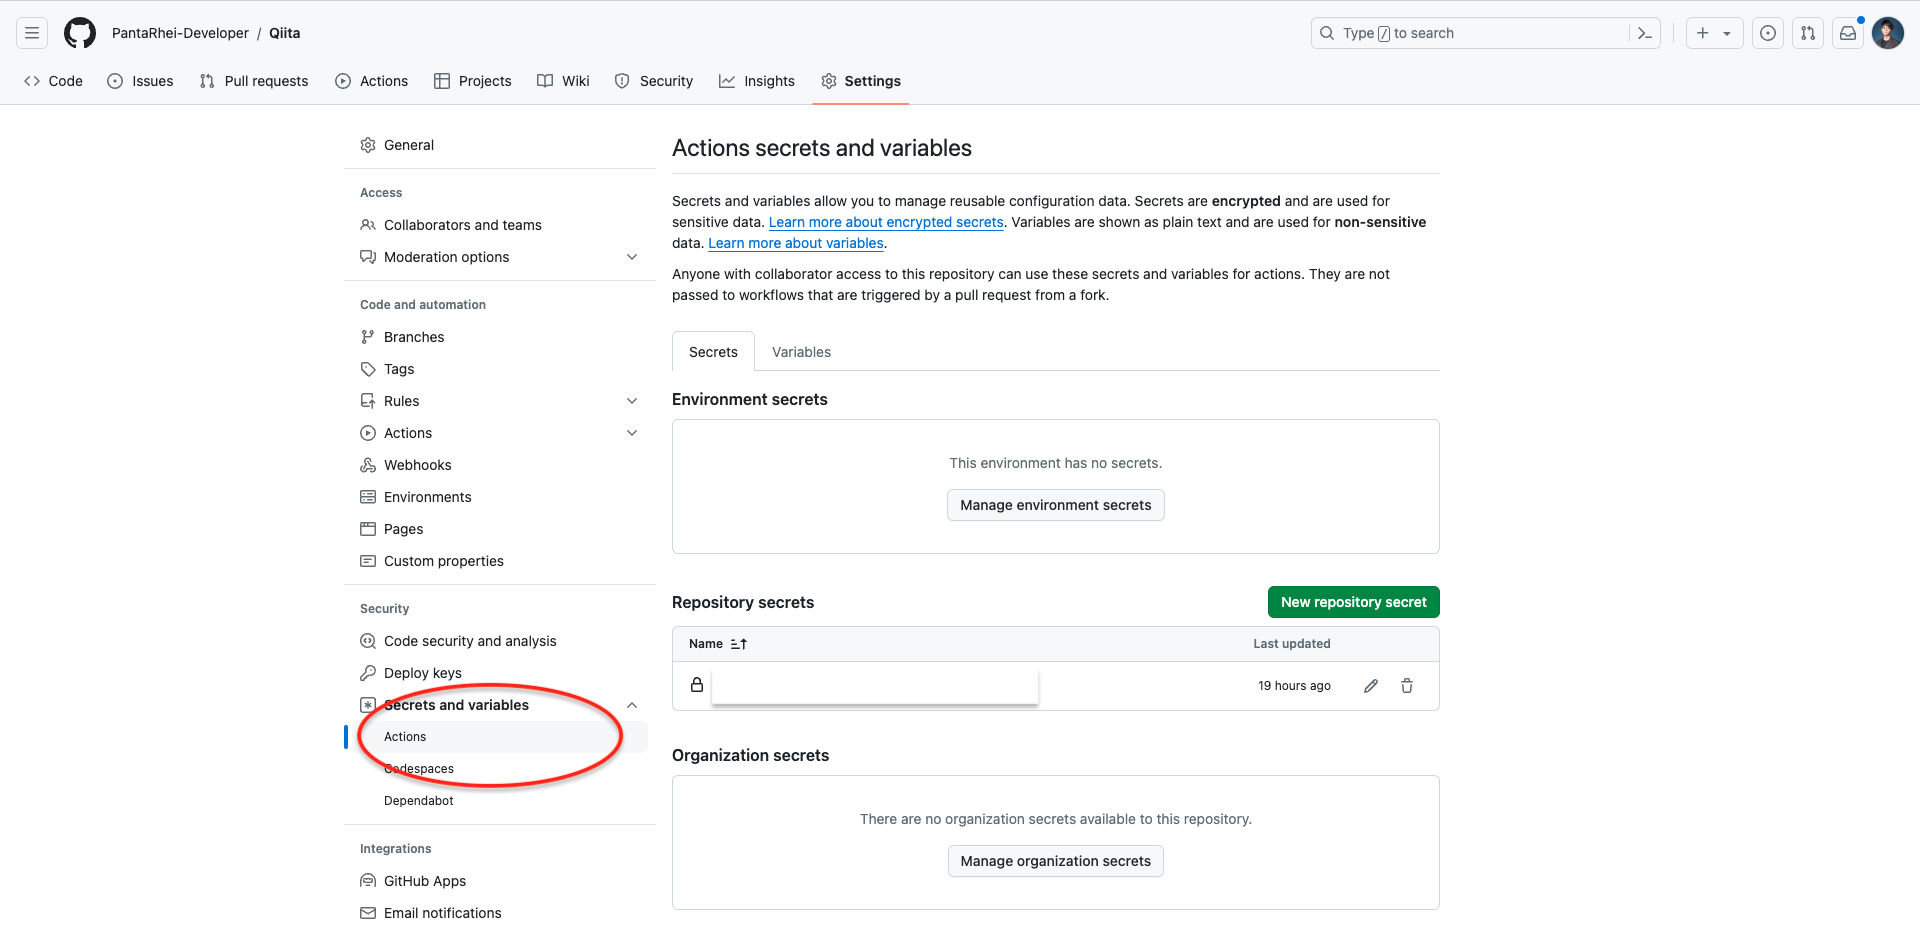 PantaRhei-Developer / Qiita
Type / to search
Code
Issues
Pull requests
Actions
Projects
Wiki
Security
Insights
Settings
General
Access
Collaborators and teams
Moderation options
Code and automation
Branches
Tags
Rules
Actions
Webhooks
Environments
Pages
Custom properties
Security
Code security and analysis
Deploy keys
Secrets and variables
Actions
Codespaces
Dependabot
Integrations
GitHub Apps
Email notifications
Actions secrets and variables
Secrets and variables allow you to manage reusable configuration data. Secrets are encrypted and are used for
sensitive data. Learn more about encrypted secrets. Variables are shown as plain text and are used for non-sensitive
data. Learn more about variables.
Anyone with collaborator access to this repository can use these secrets and variables for actions. They are not
passed to workflows that are triggered by a pull request from a fork.
Secrets
Variables
Environment secrets
This environment has no secrets.
Manage environment secrets
Repository secrets
New repository secret
Name
Last updated
19 hours ago
Organization secrets
There are no organization secrets available to this repository.
Manage organization secrets